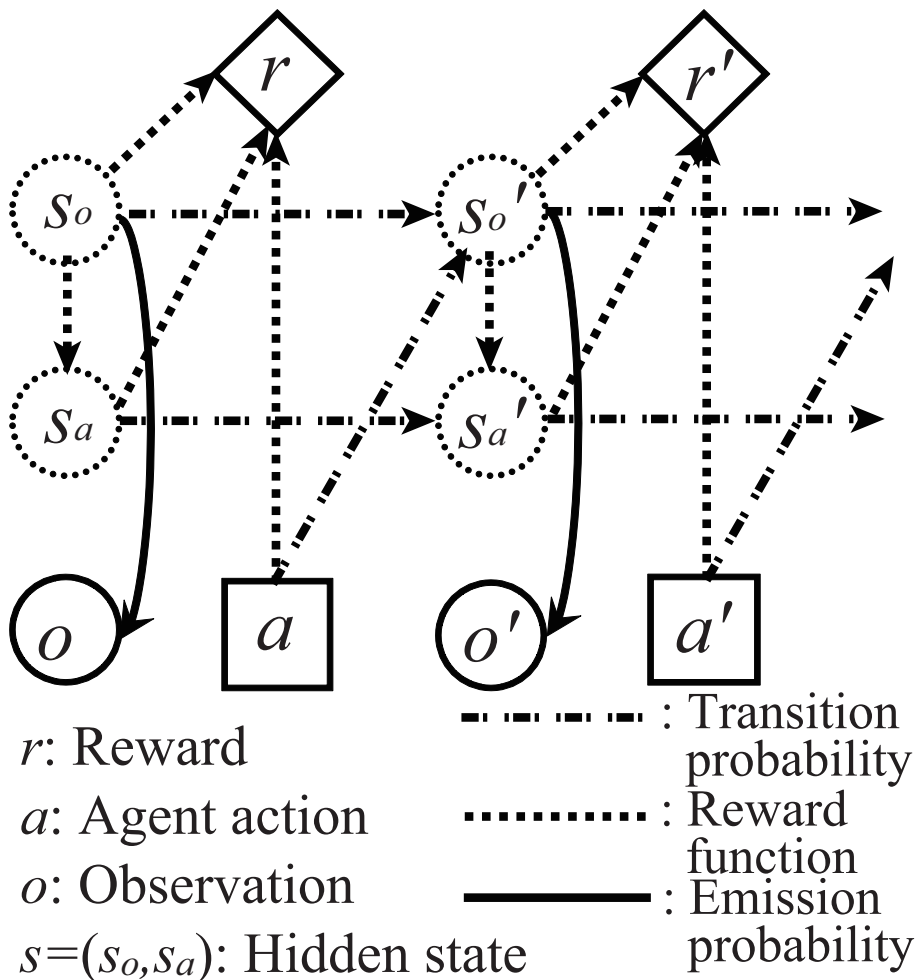 r r′
sₒ sₒ′
sₐ sₐ′
o a o′ a′
r: Reward
a: Agent action
o: Observation
s=(sₒ,sₐ): Hidden state
: Transition
probability
: Reward
function
: Emission
probability